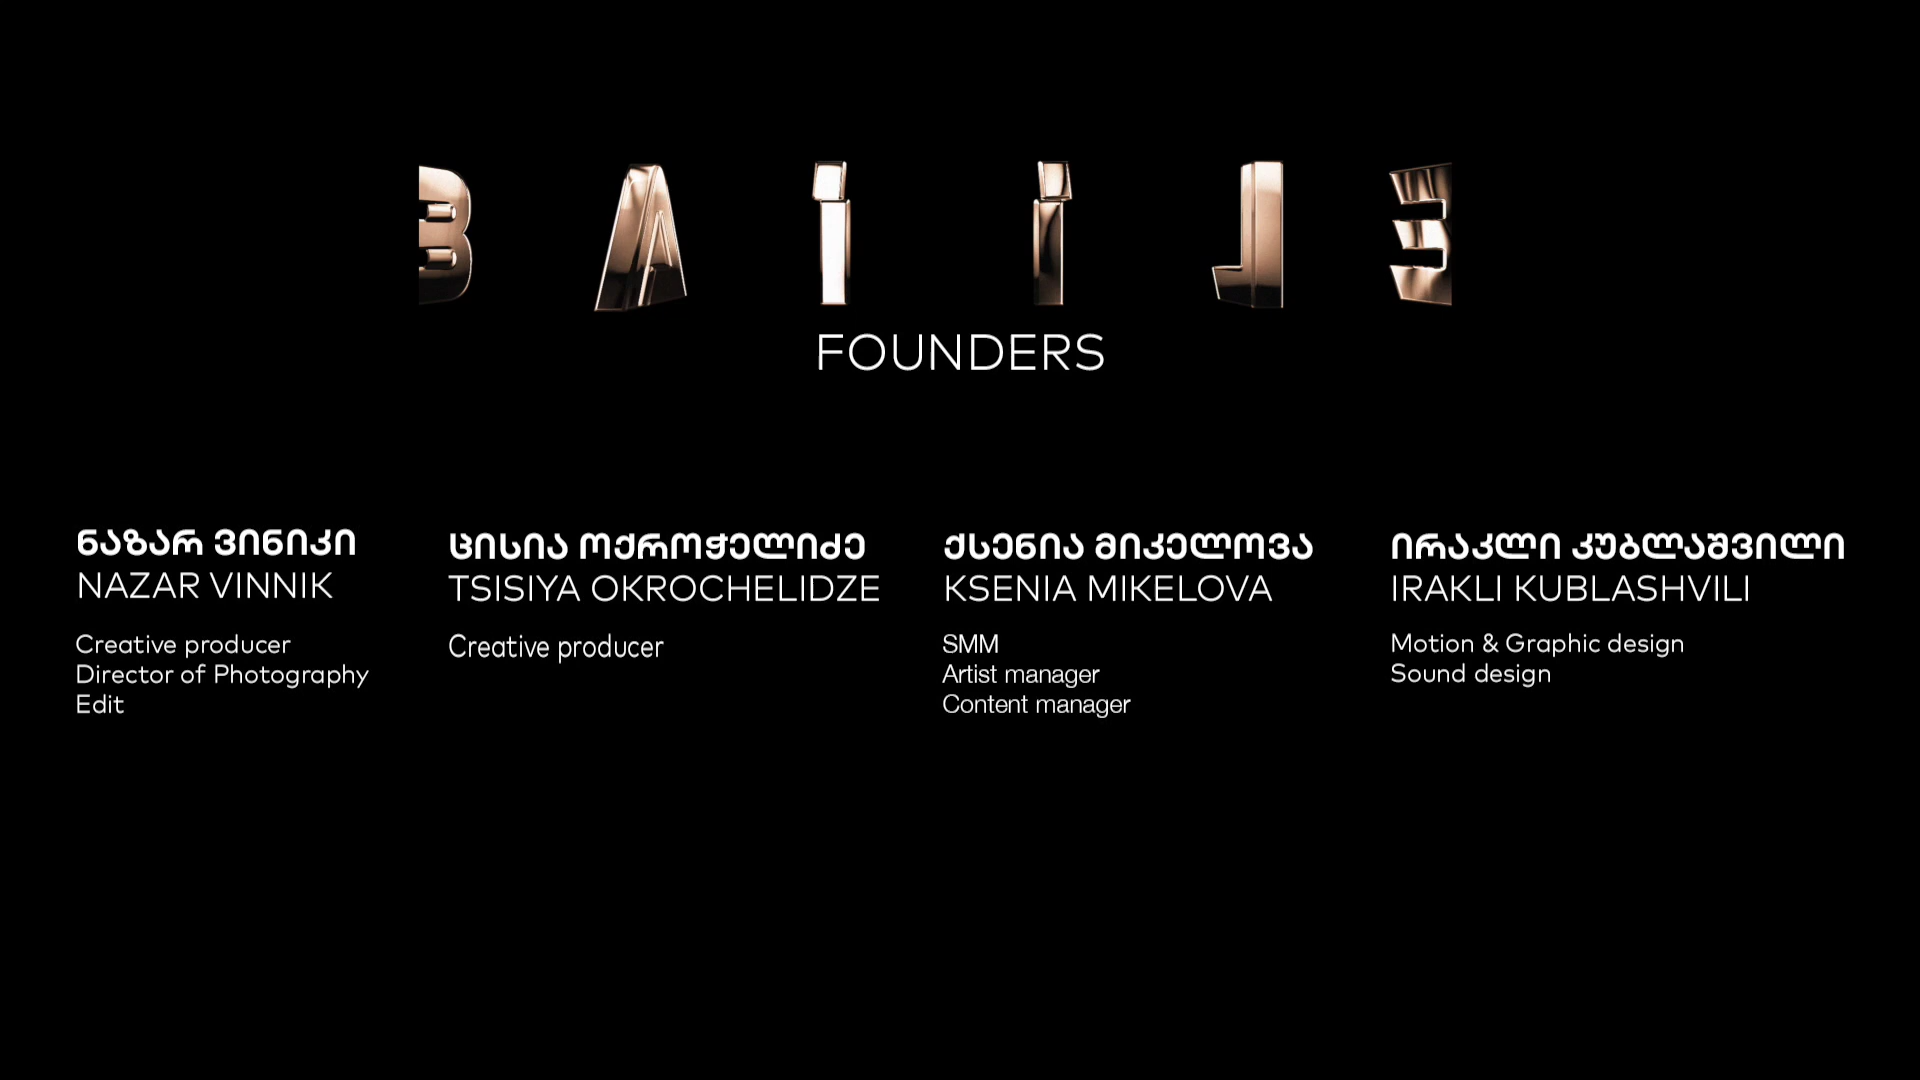 BAiiJE
FOUNDERS
ნაზარ ვინიკი
NAZAR VINNIK
Creative producer
Director of Photography
Edit
ცისია ოქროჭელიძე
TSISIYA OKROCHELIDZE
Creative producer
ქსენია მიკელოვა
KSENIA MIKELOVA
SMM
Artist manager
Content manager
ირაკლი კუბლაშვილი
IRAKLI KUBLASHVILI
Motion & Graphic design
Sound design